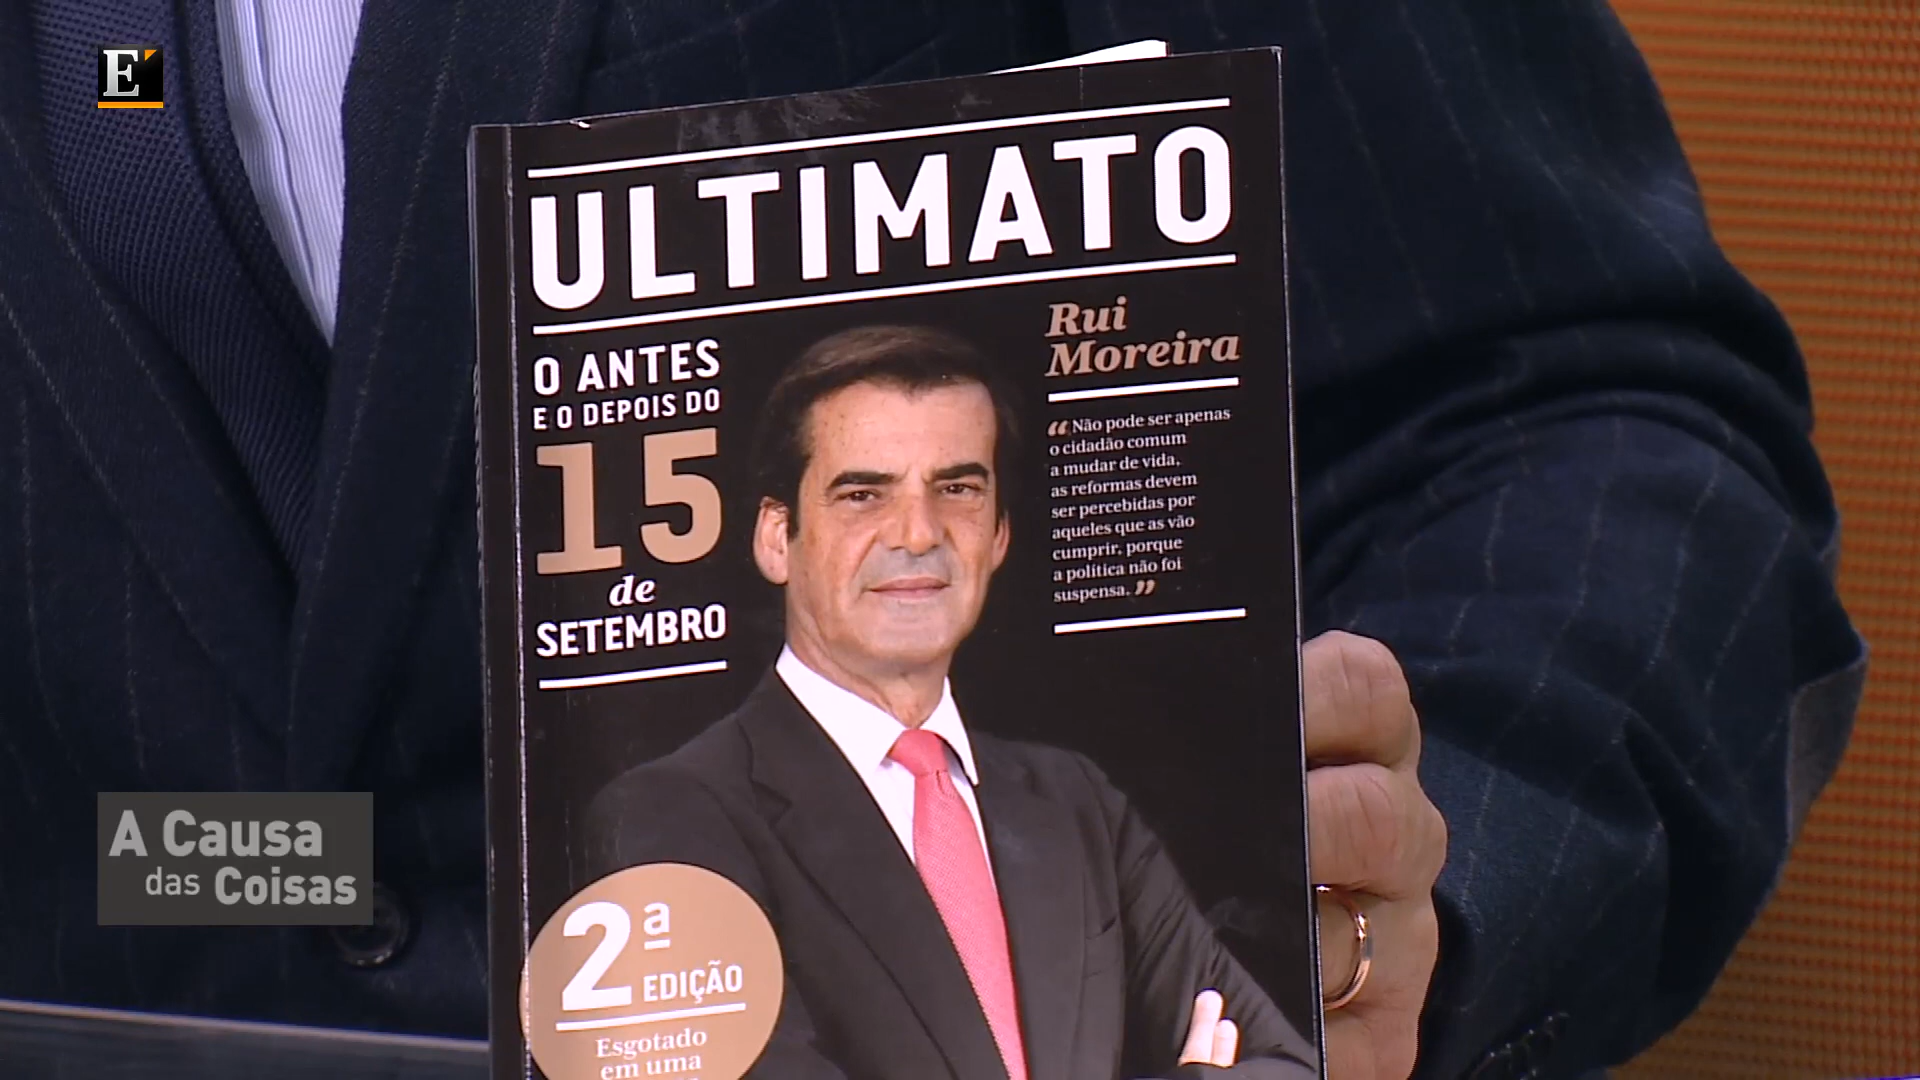 E'
ULTIMATO
O ANTES
E O DEPOIS DO
15
de
SETEMBRO
Rui
Moreira
“Não pode ser apenas
o cidadão comum
a mudar de vida,
as reformas devem
ser percebidas por
aqueles que as vão
cumprir, porque
a política não foi
suspensa.”
2ª
EDIÇÃO
Esgotado
em uma
A Causa
das Coisas